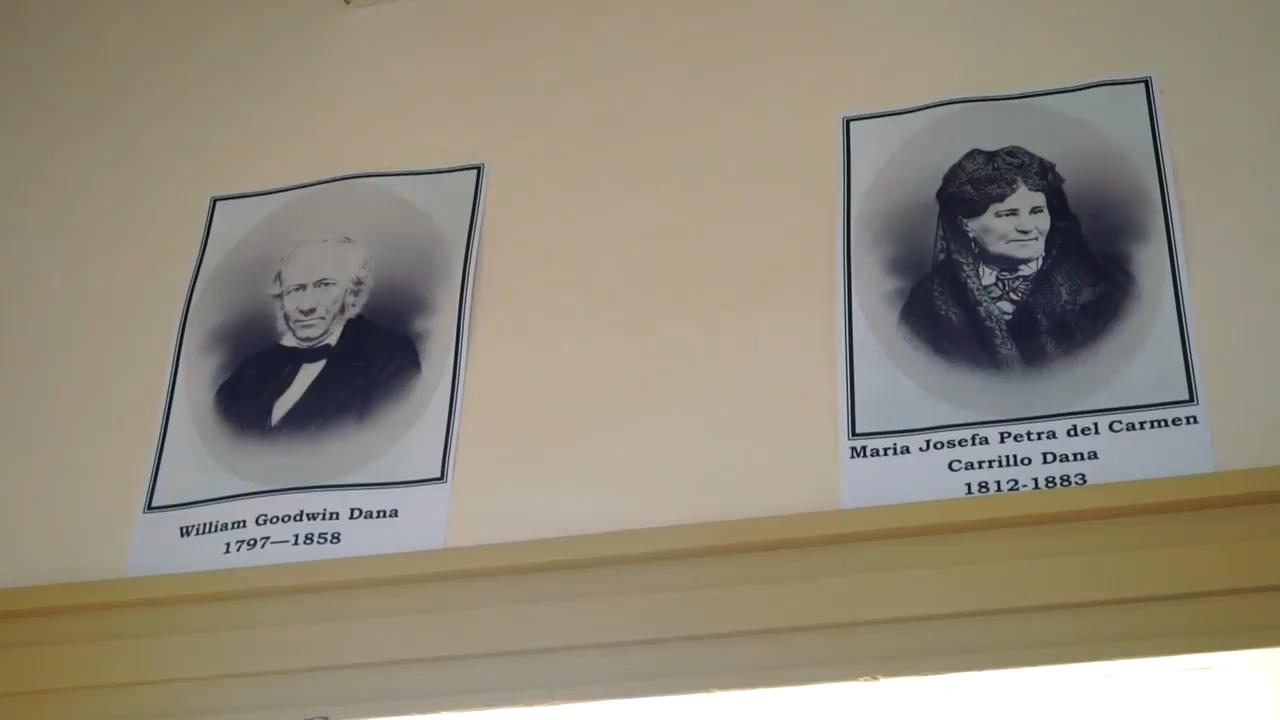 William Goodwin Dana
1797—1858
Maria Josefa Petra del Carmen
Carrillo Dana
1812-1883